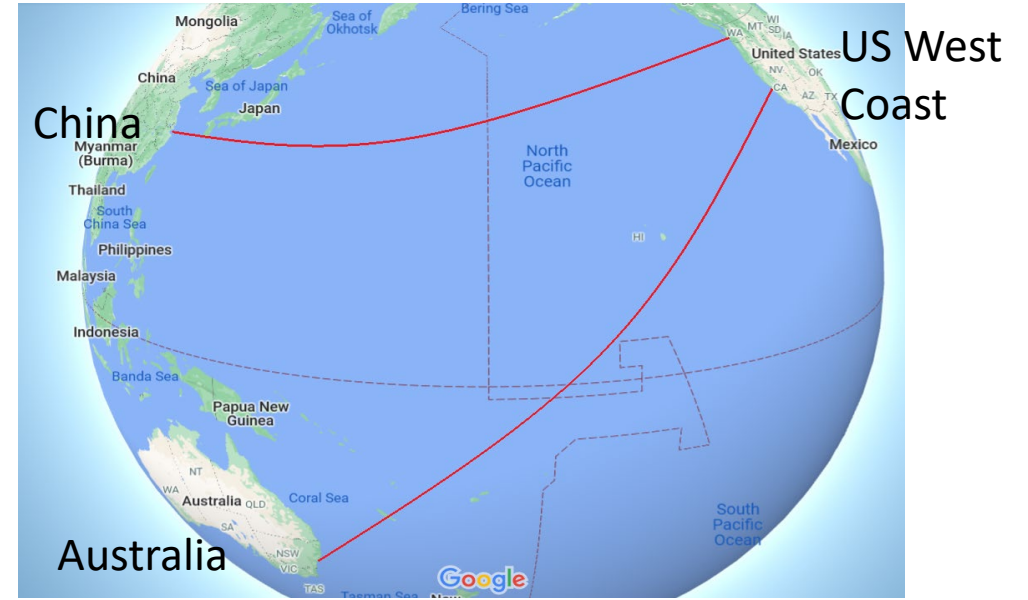 Bering Sea
Sea of
Okhotsk
Mongolia
WA
MT
WI
SD
IA
United States
US West
Coast
NV
OK
CA
AZ
TX
Mexico
China
Sea of Japan
Japan
China
Myanmar
(Burma)
North
Pacific
Ocean
Thailand
South
China Sea
Philippines
HI
Malaysia
Indonesia
Banda Sea
Papua New
Guinea
NT
WA
Australia
QLD
Coral Sea
SA
South
Pacific
Ocean
Australia
NSW
VIC
TAS
Google
Tasman Sea